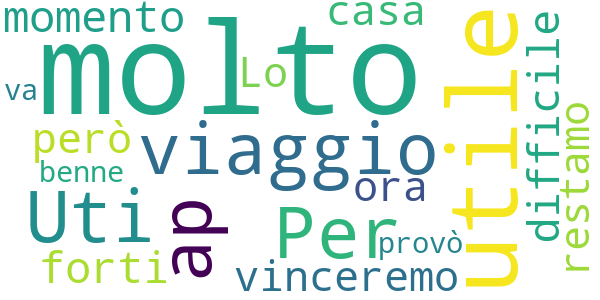 momento
casa
molto
Lo
va
utile
difficile
però
viaggio
benne
ora
restamo
Uti
ap
Per
provò
forti
vinceremo